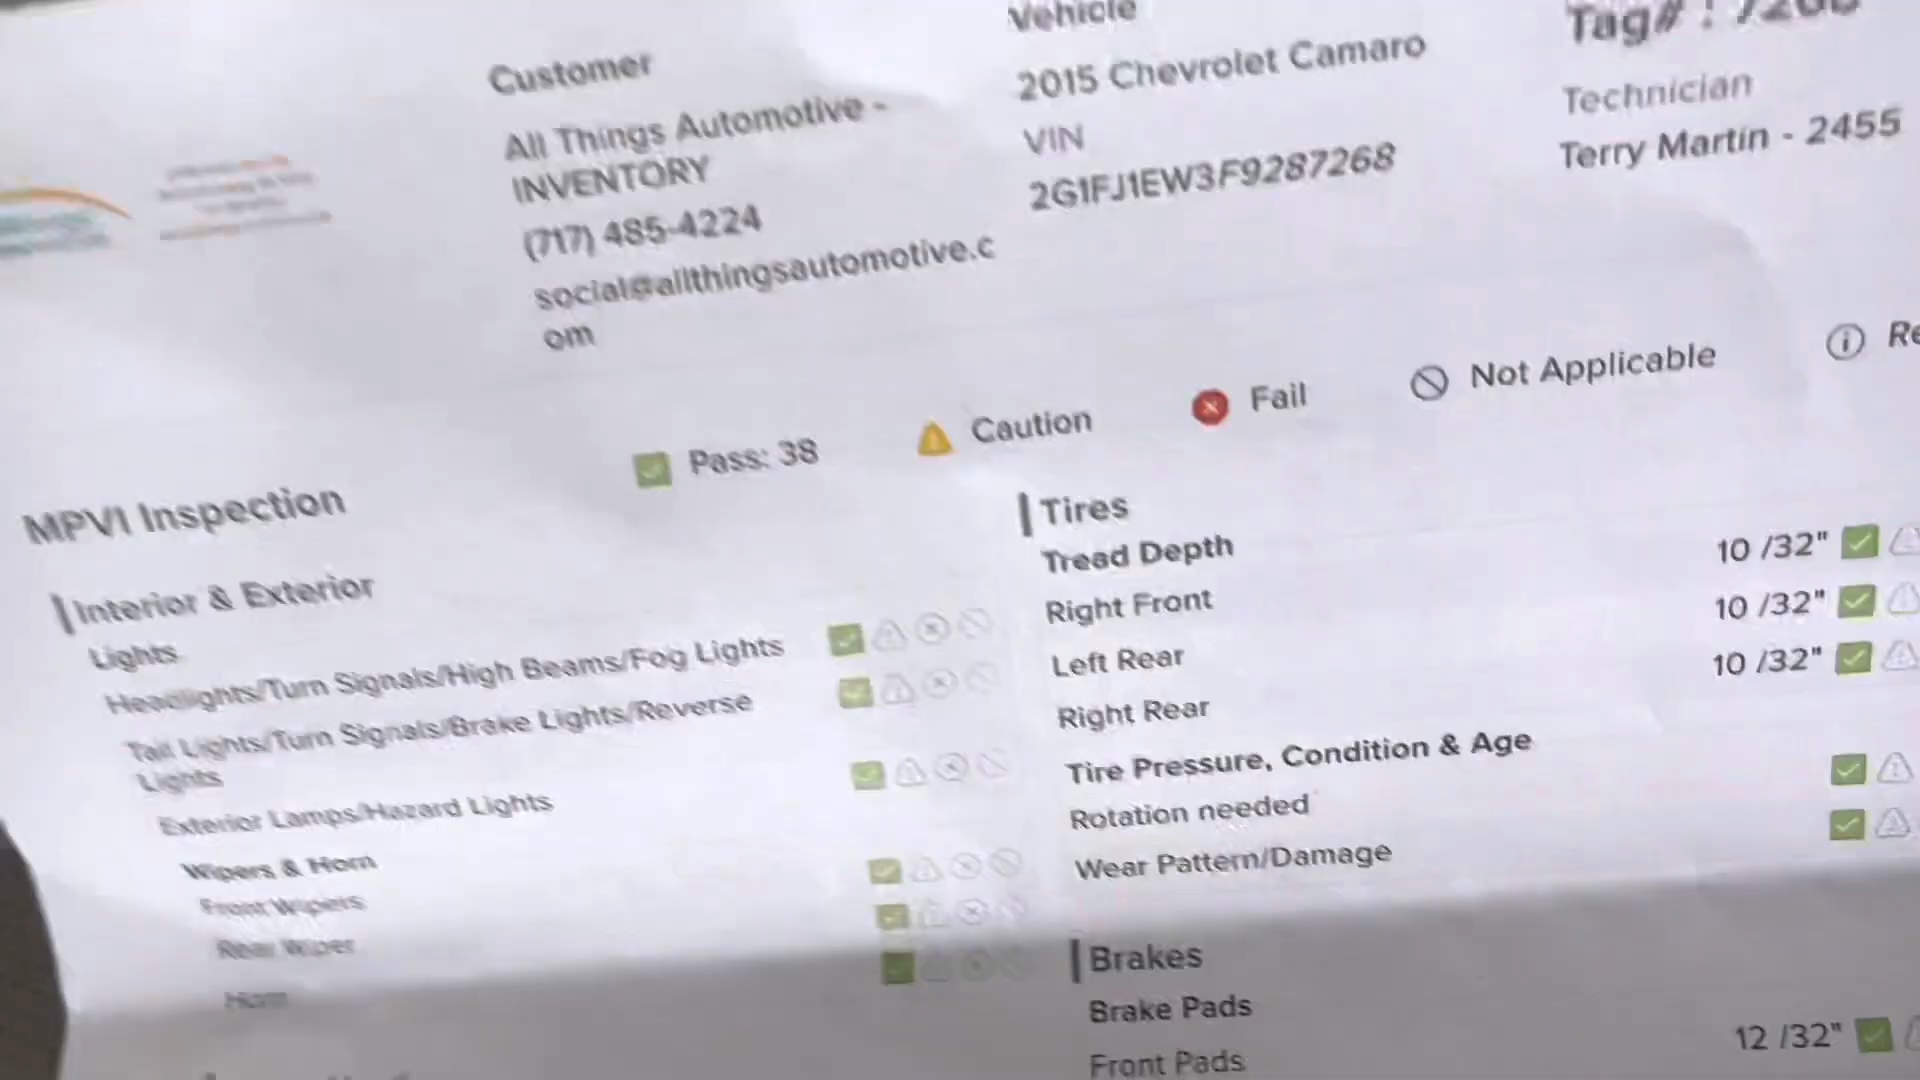 Customer
All Things Automotive -
INVENTORY
(717) 485-4224
social@allthingsautomotive.c
om
Vehicle
2015 Chevrolet Camaro
VIN
2G1FJ1EW3F9287268
Tag# : 7268
Technician
Terry Martin - 2455
Pass: 38
Caution
Fail
Not Applicable
Re
MPVI Inspection
Interior & Exterior
Lights
Headlights/Turn Signals/High Beams/Fog Lights
Tail Lights/Turn Signals/Brake Lights/Reverse
Lights
Exterior Lamps/Hazard Lights
Wipers & Horn
Front Wipers
Rear Wiper
Horn
Tires
Tread Depth
Right Front 10 /32"
Left Rear 10 /32"
Right Rear 10 /32"
Tire Pressure, Condition & Age
Rotation needed
Wear Pattern/Damage
Brakes
Brake Pads
Front Pads 12 /32"